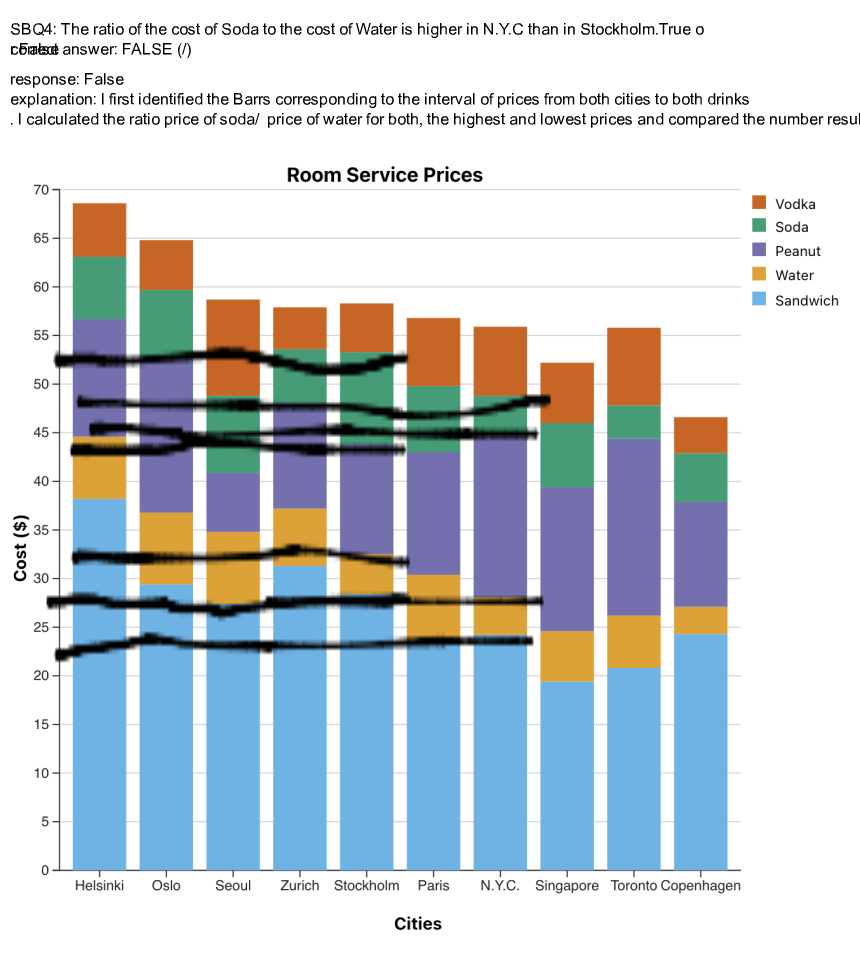 SBQ4: The ratio of the cost of Soda to the cost of Water is higher in N.Y.C than in Stockholm.True o
r False
correct answer: FALSE (/)
response: False
explanation: I first identified the Barrs corresponding to the interval of prices from both cities to both drinks
. I calculated the ratio price of soda/ price of water for both, the highest and lowest prices and compared the number resul
Room Service Prices
70
65
60
55
50
45
40
35
30
25
20
15
10
5
0
Cost ($)
Vodka
Soda
Peanut
Water
Sandwich
Helsinki Oslo Seoul Zurich Stockholm Paris N.Y.C. Singapore Toronto Copenhagen
Cities